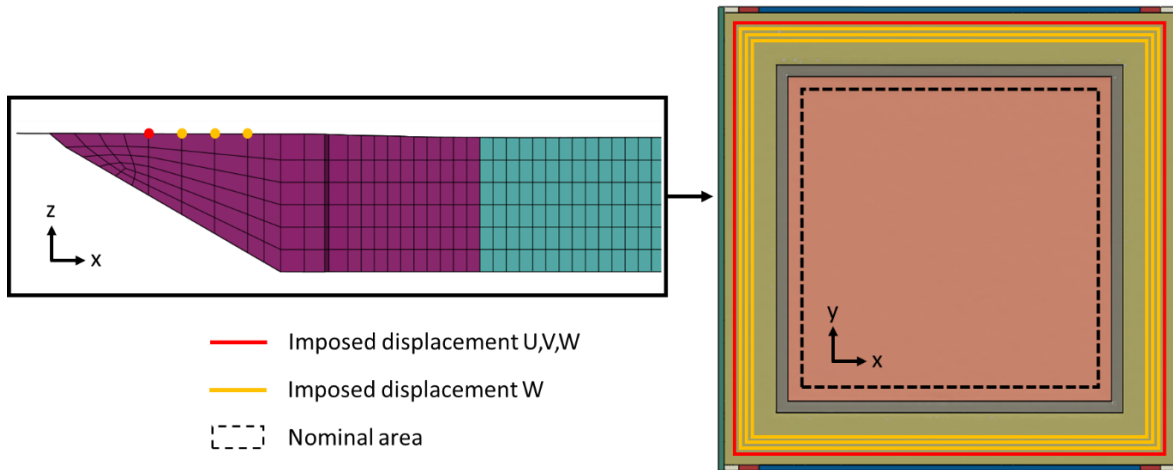 z
x
y
x
Imposed displacement U,V,W
Imposed displacement W
Nominal area